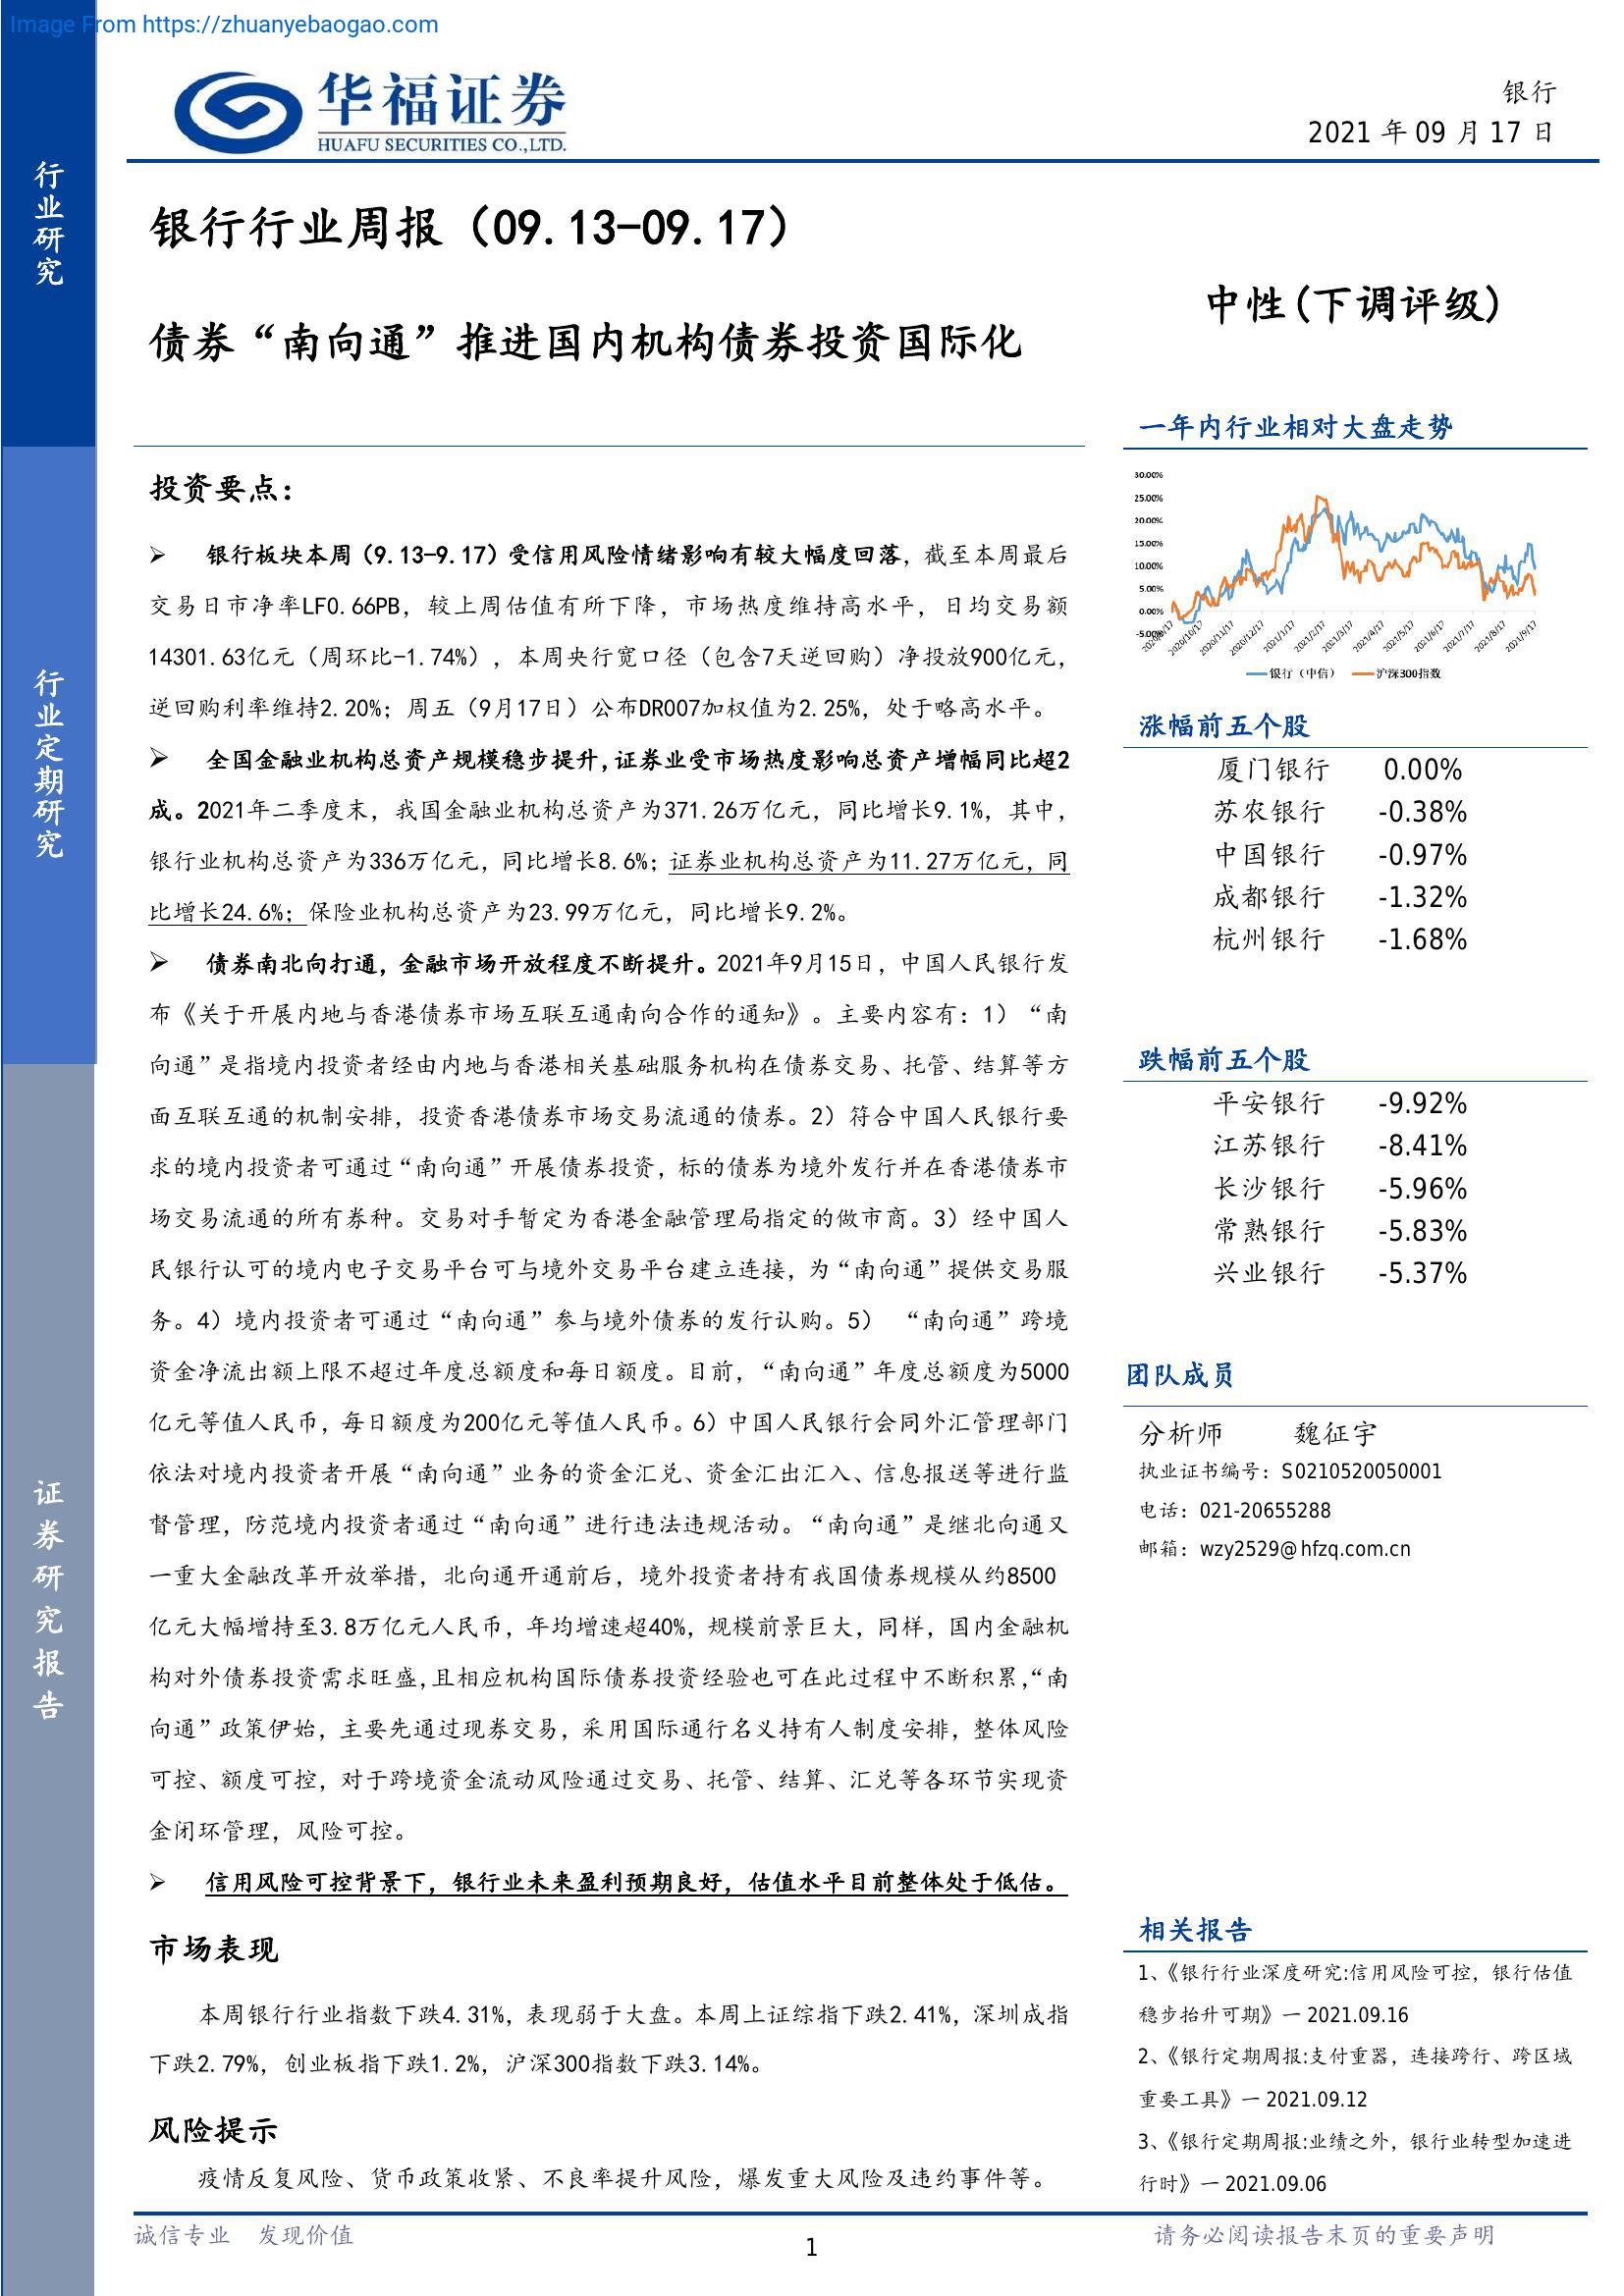 Image From https://zhuanyebaogao.com
华福证券
HUAFU SECURITIES CO.,LTD.
银行
2021 年 09 月 17 日
行业研究
行业定期研究
证券研究报告
银行行业周报（09.13-09.17）
债券“南向通”推进国内机构债券投资国际化
中性(下调评级)
投资要点：
➢ 银行板块本周（9.13-9.17）受信用风险情绪影响有较大幅度回落，截至本周最后
交易日市净率LF0.66PB，较上周估值有所下降，市场热度维持高水平，日均交易额
14301.63亿元（周环比-1.74%），本周央行宽口径（包含7天逆回购）净投放900亿元，
逆回购利率维持2.20%；周五（9月17日）公布DR007加权值为2.25%，处于略高水平。
➢ 全国金融业机构总资产规模稳步提升,证券业受市场热度影响总资产增幅同比超2
成。2021年二季度末，我国金融业机构总资产为371.26万亿元，同比增长9.1%，其中，
银行业机构总资产为336万亿元，同比增长8.6%；证券业机构总资产为11.27万亿元，同
比增长24.6%；保险业机构总资产为23.99万亿元，同比增长9.2%。
➢ 债券南北向打通，金融市场开放程度不断提升。2021年9月15日，中国人民银行发
布《关于开展内地与香港债券市场互联互通南向合作的通知》。主要内容有：1）“南
向通”是指境内投资者经由内地与香港相关基础服务机构在债券交易、托管、结算等方
面互联互通的机制安排，投资香港债券市场交易流通的债券。2）符合中国人民银行要
求的境内投资者可通过“南向通”开展债券投资，标的债券为境外发行并在香港债券市
场交易流通的所有券种。交易对手暂定为香港金融管理局指定的做市商。3）经中国人
民银行认可的境内电子交易平台可与境外交易平台建立连接，为“南向通”提供交易服
务。4）境内投资者可通过“南向通”参与境外债券的发行认购。5） “南向通”跨境
资金净流出额上限不超过年度总额度和每日额度。目前，“南向通”年度总额度为5000
亿元等值人民币，每日额度为200亿元等值人民币。6）中国人民银行会同外汇管理部门
依法对境内投资者开展“南向通”业务的资金汇兑、资金汇出汇入、信息报送等进行监
督管理，防范境内投资者通过“南向通”进行违法违规活动。“南向通”是继北向通又
一重大金融改革开放举措，北向通开通前后，境外投资者持有我国债券规模从约8500
亿元大幅增持至3.8万亿元人民币，年均增速超40%，规模前景巨大，同样，国内金融机
构对外债券投资需求旺盛,且相应机构国际债券投资经验也可在此过程中不断积累,“南
向通”政策伊始，主要先通过现券交易，采用国际通行名义持有人制度安排，整体风险
可控、额度可控，对于跨境资金流动风险通过交易、托管、结算、汇兑等各环节实现资
金闭环管理，风险可控。
➢ 信用风险可控背景下，银行业未来盈利预期良好，估值水平目前整体处于低估。
市场表现
本周银行行业指数下跌4.31%，表现弱于大盘。本周上证综指下跌2.41%，深圳成指
下跌2.79%，创业板指下跌1.2%，沪深300指数下跌3.14%。
风险提示
疫情反复风险、货币政策收紧、不良率提升风险，爆发重大风险及违约事件等。
一年内行业相对大盘走势
30.00%
25.00%
20.00%
15.00%
10.00%
5.00%
0.00%
-5.00%
2020/9/17 2020/10/17 2020/11/17 2020/12/17 2021/1/17 2021/2/17 2021/3/17 2021/4/17 2021/5/17 2021/6/17 2021/7/17 2021/8/17 2021/9/17
银行（中信） 沪深300指数
涨幅前五个股
厦门银行 0.00%
苏农银行 -0.38%
中国银行 -0.97%
成都银行 -1.32%
杭州银行 -1.68%
跌幅前五个股
平安银行 -9.92%
江苏银行 -8.41%
长沙银行 -5.96%
常熟银行 -5.83%
兴业银行 -5.37%
团队成员
分析师 魏征宇
执业证书编号：S0210520050001
电话：021-20655288
邮箱：wzy2529@hfzq.com.cn
相关报告
1、《银行行业深度研究:信用风险可控，银行估值
稳步抬升可期》一 2021.09.16
2、《银行定期周报:支付重器，连接跨行、跨区域
重要工具》一 2021.09.12
3、《银行定期周报:业绩之外，银行业转型加速进
行时》一 2021.09.06
诚信专业 发现价值
1
请务必阅读报告末页的重要声明